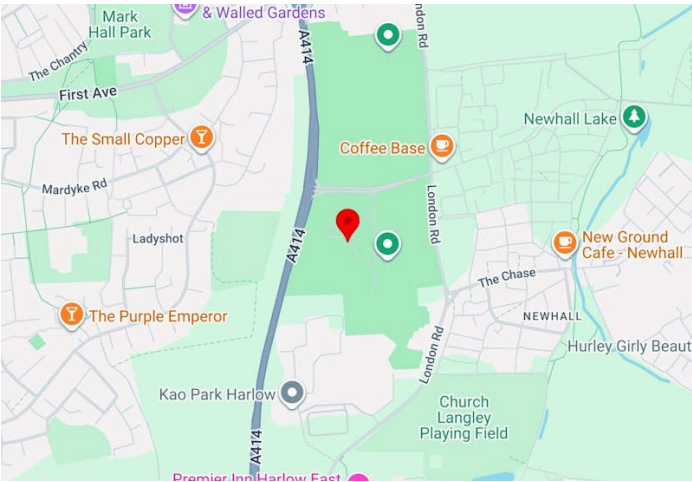 Mark
Hall Park
& Walled Gardens
A414
London Rd
The Chantry
First Ave
The Small Copper
Coffee Base
Newhall Lake
Mardyke Rd
London Rd
Ladyshot
A414
New Ground
Cafe - Newhall
The Chase
The Purple Emperor
NEWHALL
London Rd
Hurley Girly Beaut
Kao Park Harlow
Church
Langley
Playing Field
A414
Premier Inn Harlow East